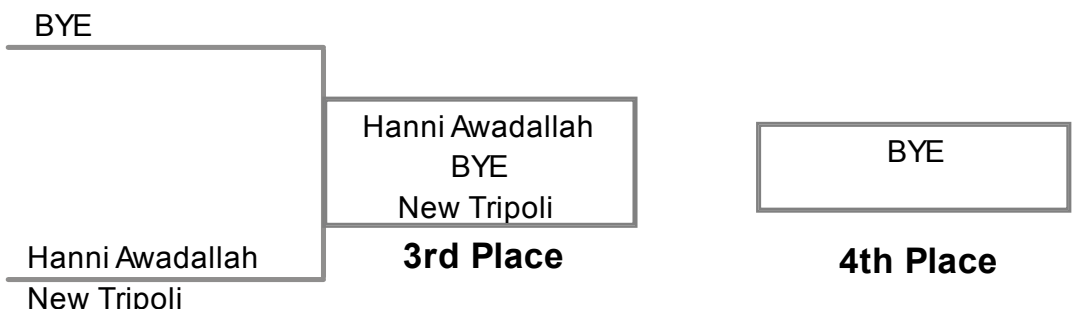 BYE
Hanni Awadallah
BYE
New Tripoli
3rd Place
BYE
4th Place
Hanni Awadallah
New Tripoli